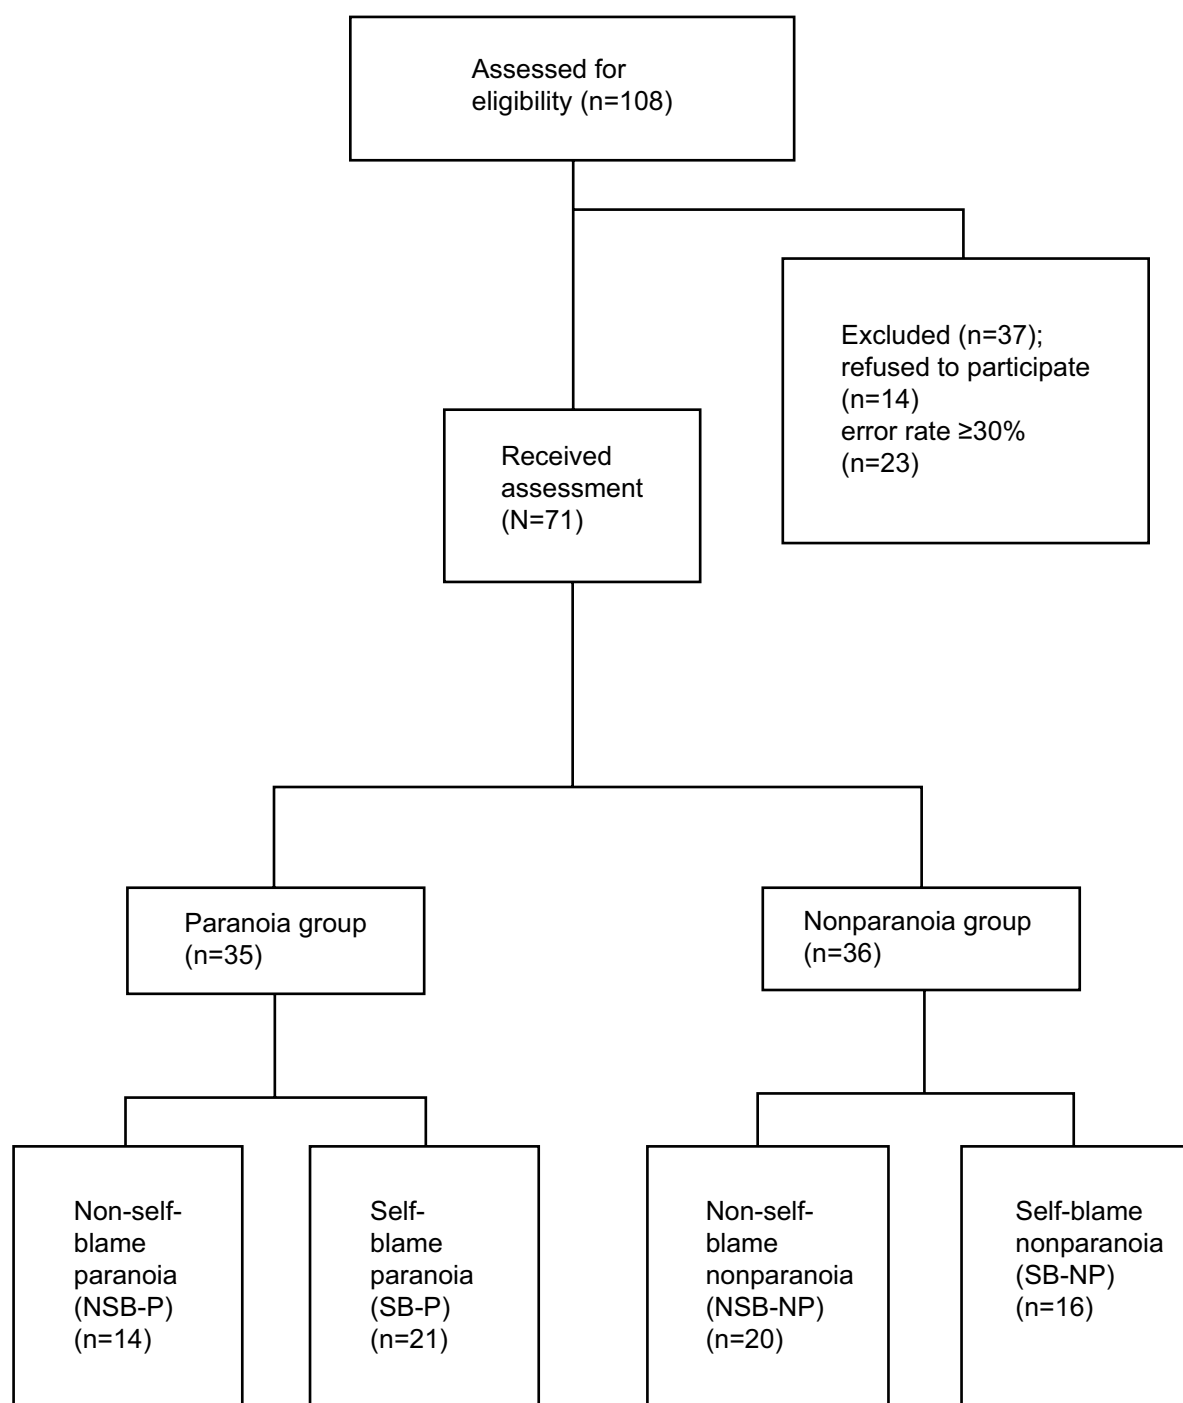 Assessed for
eligibility (n=108)
Excluded (n=37);
refused to participate
(n=14)
error rate ≥30%
(n=23)
Received
assessment
(N=71)
Paranoia group
(n=35)
Nonparanoia group
(n=36)
Non-self-
blame
paranoia
(NSB-P)
(n=14)
Self-
blame
paranoia
(SB-P)
(n=21)
Non-self-
blame
nonparanoia
(NSB-NP)
(n=20)
Self-blame
nonparanoia
(SB-NP)
(n=16)